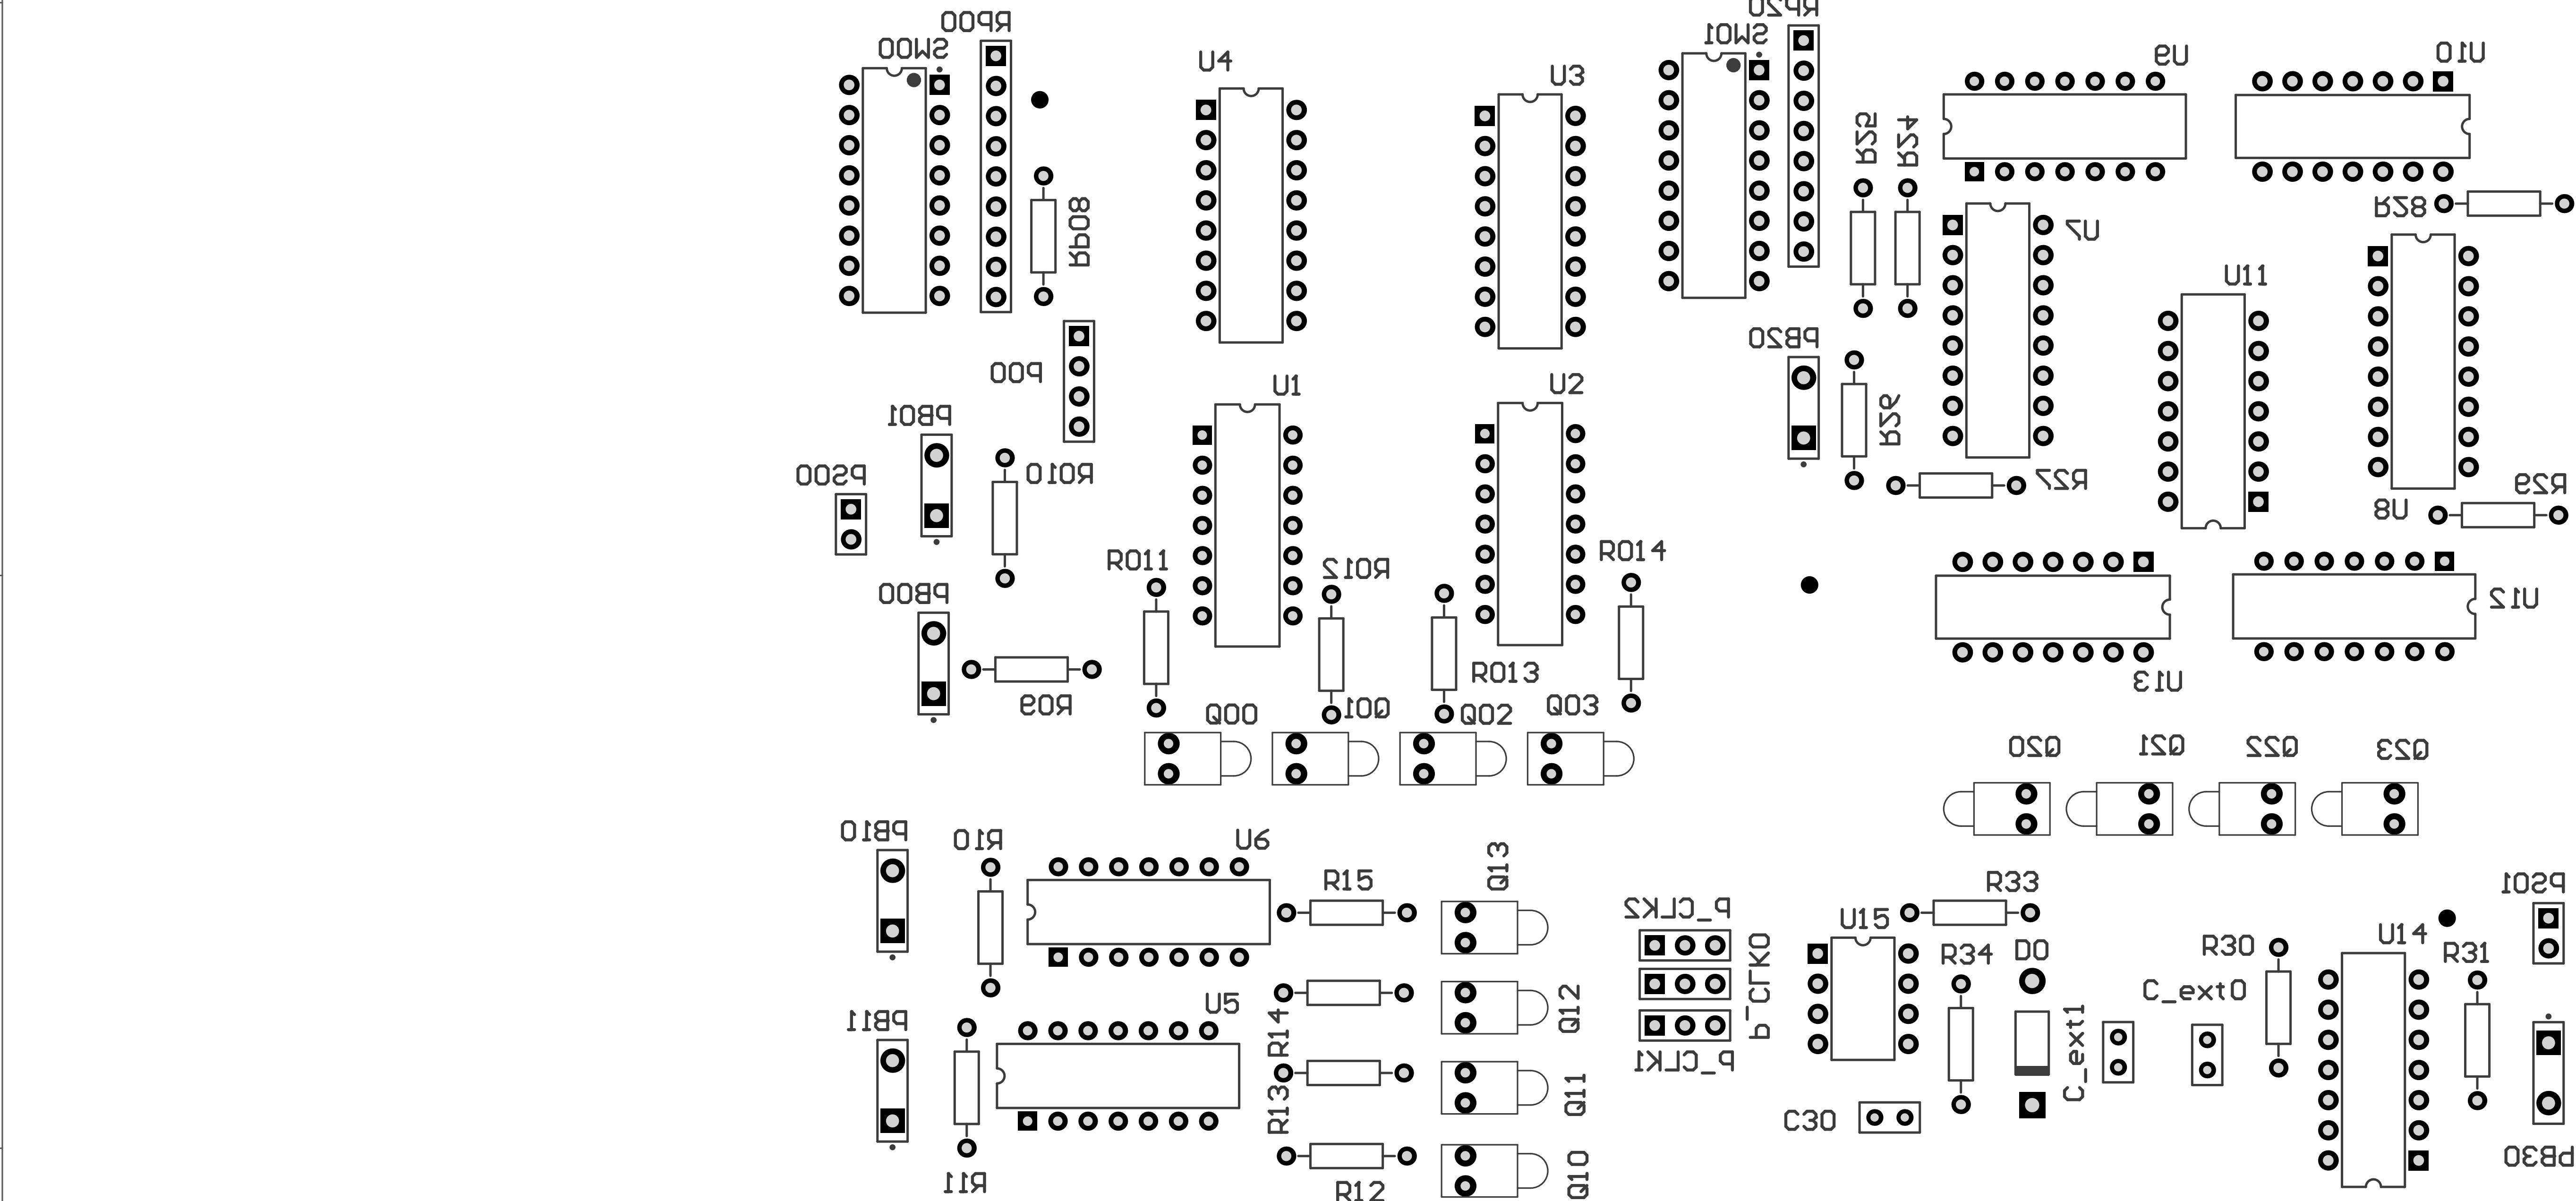 RP00
RP20
SW00
SW01
U4
U3
U9
U10
R25
R24
RP08
R28
U7
U11
PB20
P00
U1
U2
PB01
R26
PS00
R010
R27
R29
U8
R011
R012
R014
PB00
U12
R013
U13
R09
Q00
Q01
Q02
Q03
Q20
Q21
Q22
Q23
PB10
R10
U6
Q13
R15
R33
PS01
P_CLK2
U15
U14
P_CLK0
R34
D0
R30
R31
C_ext0
U5
Q12
R14
PB11
C_ext1
P_CLK1
R13
Q11
C30
PB30
R11
Q10
R12